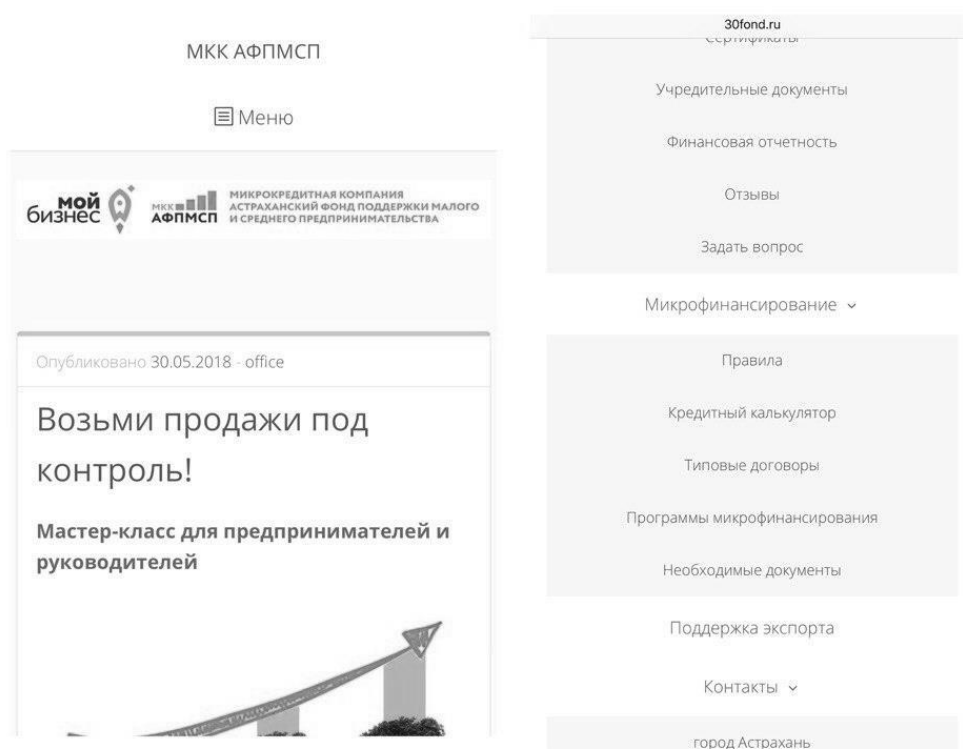 МКК АФПМСП
Меню
мой
бизнес
МКК
АФПМСП
МИКРОКРЕДИТНАЯ КОМПАНИЯ
АСТРАХАНСКИЙ ФОНД ПОДДЕРЖКИ МАЛОГО
И СРЕДНЕГО ПРЕДПРИНИМАТЕЛЬСТВА
Опубликовано 30.05.2018 - office
Возьми продажи под
контроль!
Мастер-класс для предпринимателей и
руководителей
30fond.ru
Сертификаты
Учредительные документы
Финансовая отчетность
Отзывы
Задать вопрос
Микрофинансирование
Правила
Кредитный калькулятор
Типовые договоры
Программы микрофинансирования
Необходимые документы
Поддержка экспорта
Контакты
город Астрахань